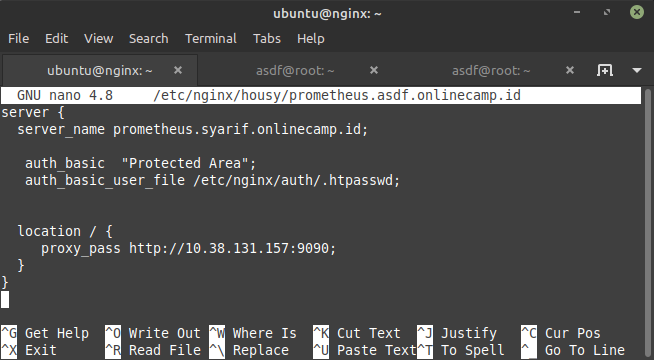 ubuntu@nginx: ~
File Edit View Search Terminal Tabs Help
ubuntu@nginx: ~ × asdf@root: ~ × asdf@root: ~ ×
GNU nano 4.8 /etc/nginx/housy/prometheus.asdf.onlinecamp.id
server {
server_name prometheus.syarif.onlinecamp.id;
auth_basic "Protected Area";
auth_basic_user_file /etc/nginx/auth/.htpasswd;
location / {
proxy_pass http://10.38.131.157:9090;
}
}
^G Get Help ^O Write Out ^W Where Is ^K Cut Text ^J Justify ^C Cur Pos
^X Exit ^R Read File ^\ Replace ^U Paste Text ^T To Spell ^_ Go To Line